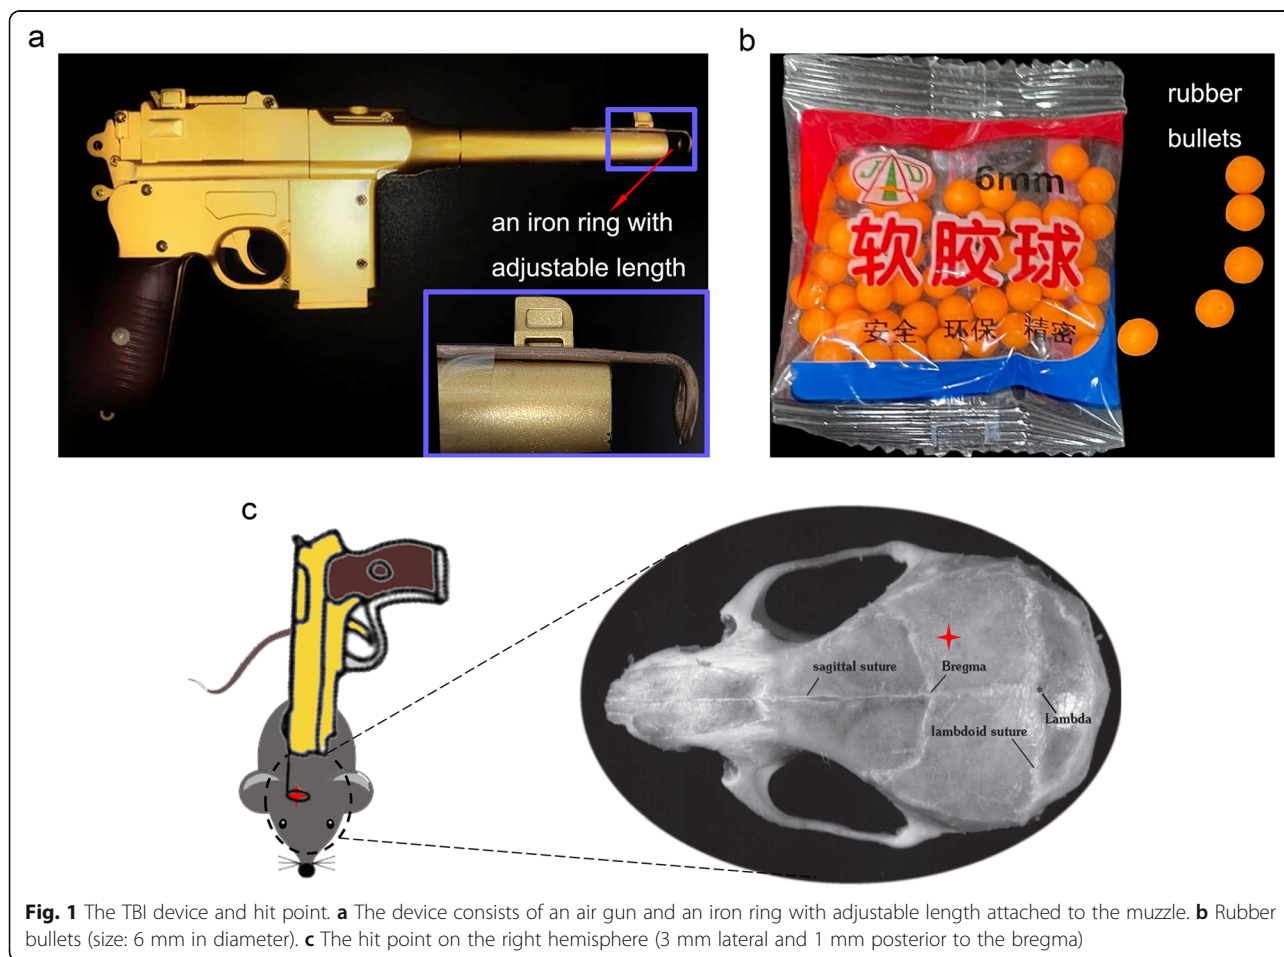 a
an iron ring with
adjustable length
b
rubber
bullets
JD
6mm
软胶球
安全 环保 精密
c
sagittal suture
Bregma
Lambda
lambdoid suture
Fig. 1 The TBI device and hit point. a The device consists of an air gun and an iron ring with adjustable length attached to the muzzle. b Rubber
bullets (size: 6 mm in diameter). c The hit point on the right hemisphere (3 mm lateral and 1 mm posterior to the bregma)